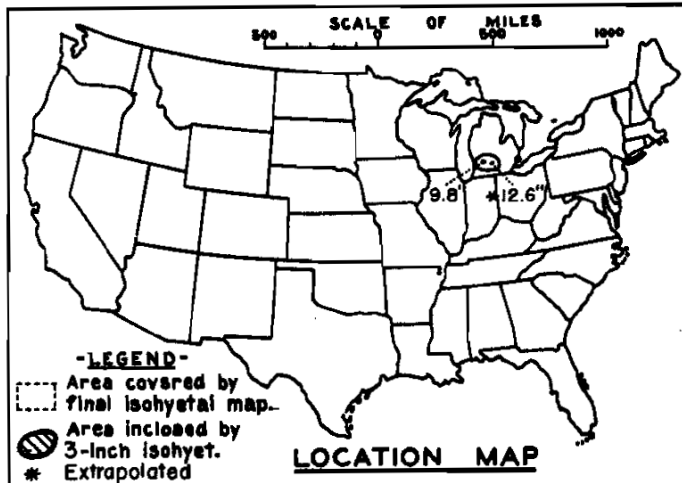 SCALE OF MILES
500 0 500 1000
9.8' *12.6"
-LEGEND-
Area covsred by
final isohyetal map.
Area inclosed by
3-inch isohyet.
* Extrapolated
LOCATION MAP